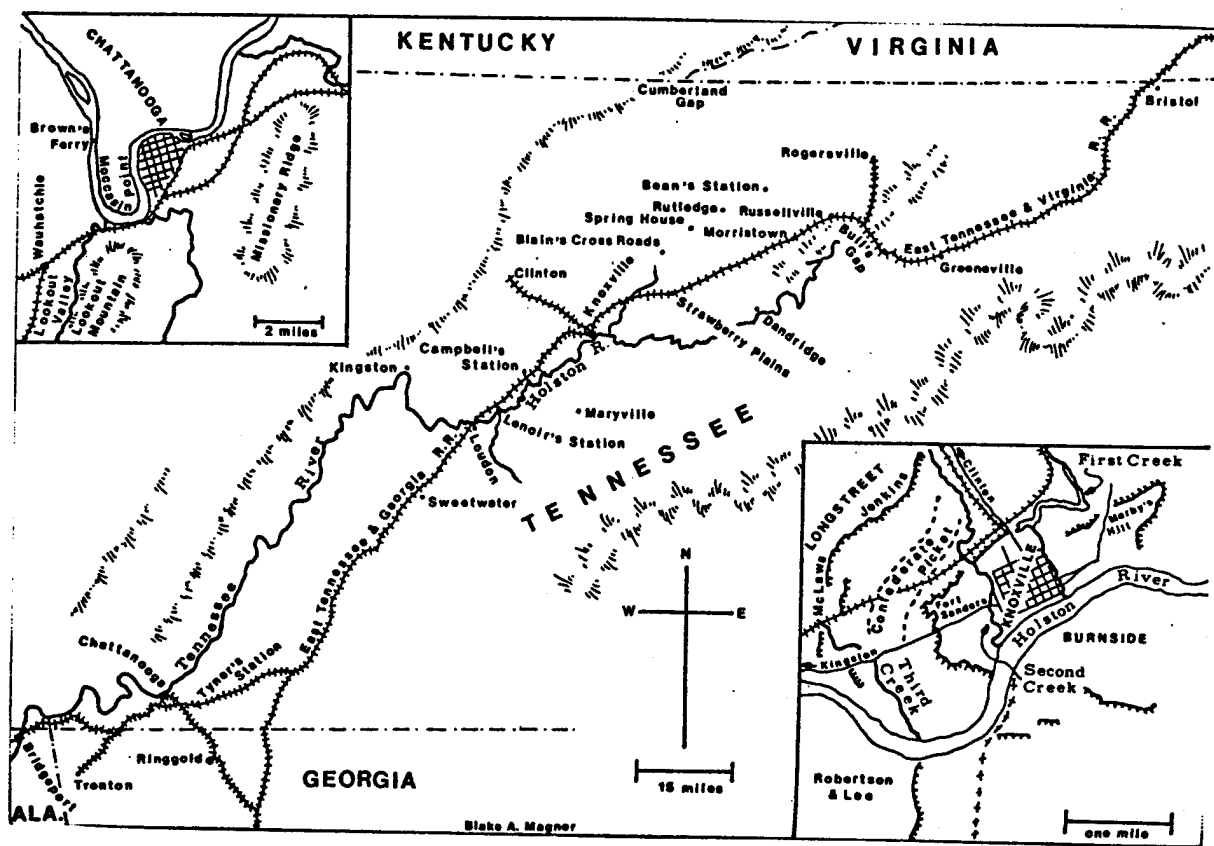 KENTUCKY
VIRGINIA
CHATTANOOGA
Brown's
Ferry
Moccasin
Point
Missionary Ridge
Wauhatchie
Lookout
Valley
Lookout
Mountain
2 miles
Cumberland
Gap
Bristol
Rogersville
Bean's Station
Rutledge
Russellville
Spring House
Morristown
Bull's
Gap
East Tennessee & Virginia R. R.
Greeneville
Blain's Cross Roads
Clinton
Knoxville
Strawberry Plains
Dandridge
Campbell's
Station
Kingston
Holston R.
Maryville
Lenoir's Station
Loudon
TENNESSEE
Sweetwater
East Tennessee & Georgia R.R.
Tennessee River
Chattanooga
Tyner's
Station
Ringgold
Trenton
Bridgeport
ALA.
GEORGIA
N
W
E
15 miles
Blake A. Magner
LONGSTREET
Jenkins
McLaws
Clinton
First Creek
Mabry's
Hill
Confederate
Picket
Fort
Sanders
KNOXVILLE
Holston River
BURNSIDE
Kingston
Third
Creek
Second
Creek
Robertson
& Lee
one mile